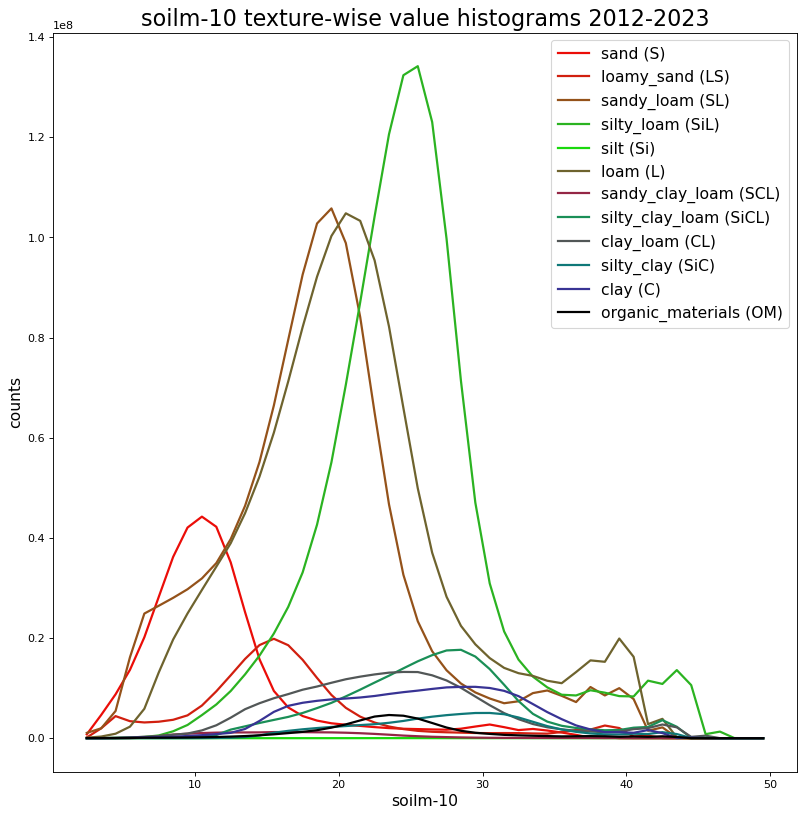 soilm-10 texture-wise value histograms 2012-2023
1e8
1.4
1.2
1.0
0.8
0.6
0.4
0.2
0.0
counts
10
20
30
40
50
soilm-10
sand (S)
loamy_sand (LS)
sandy_loam (SL)
silty_loam (SiL)
silt (Si)
loam (L)
sandy_clay_loam (SCL)
silty_clay_loam (SiCL)
clay_loam (CL)
silty_clay (SiC)
clay (C)
organic_materials (OM)